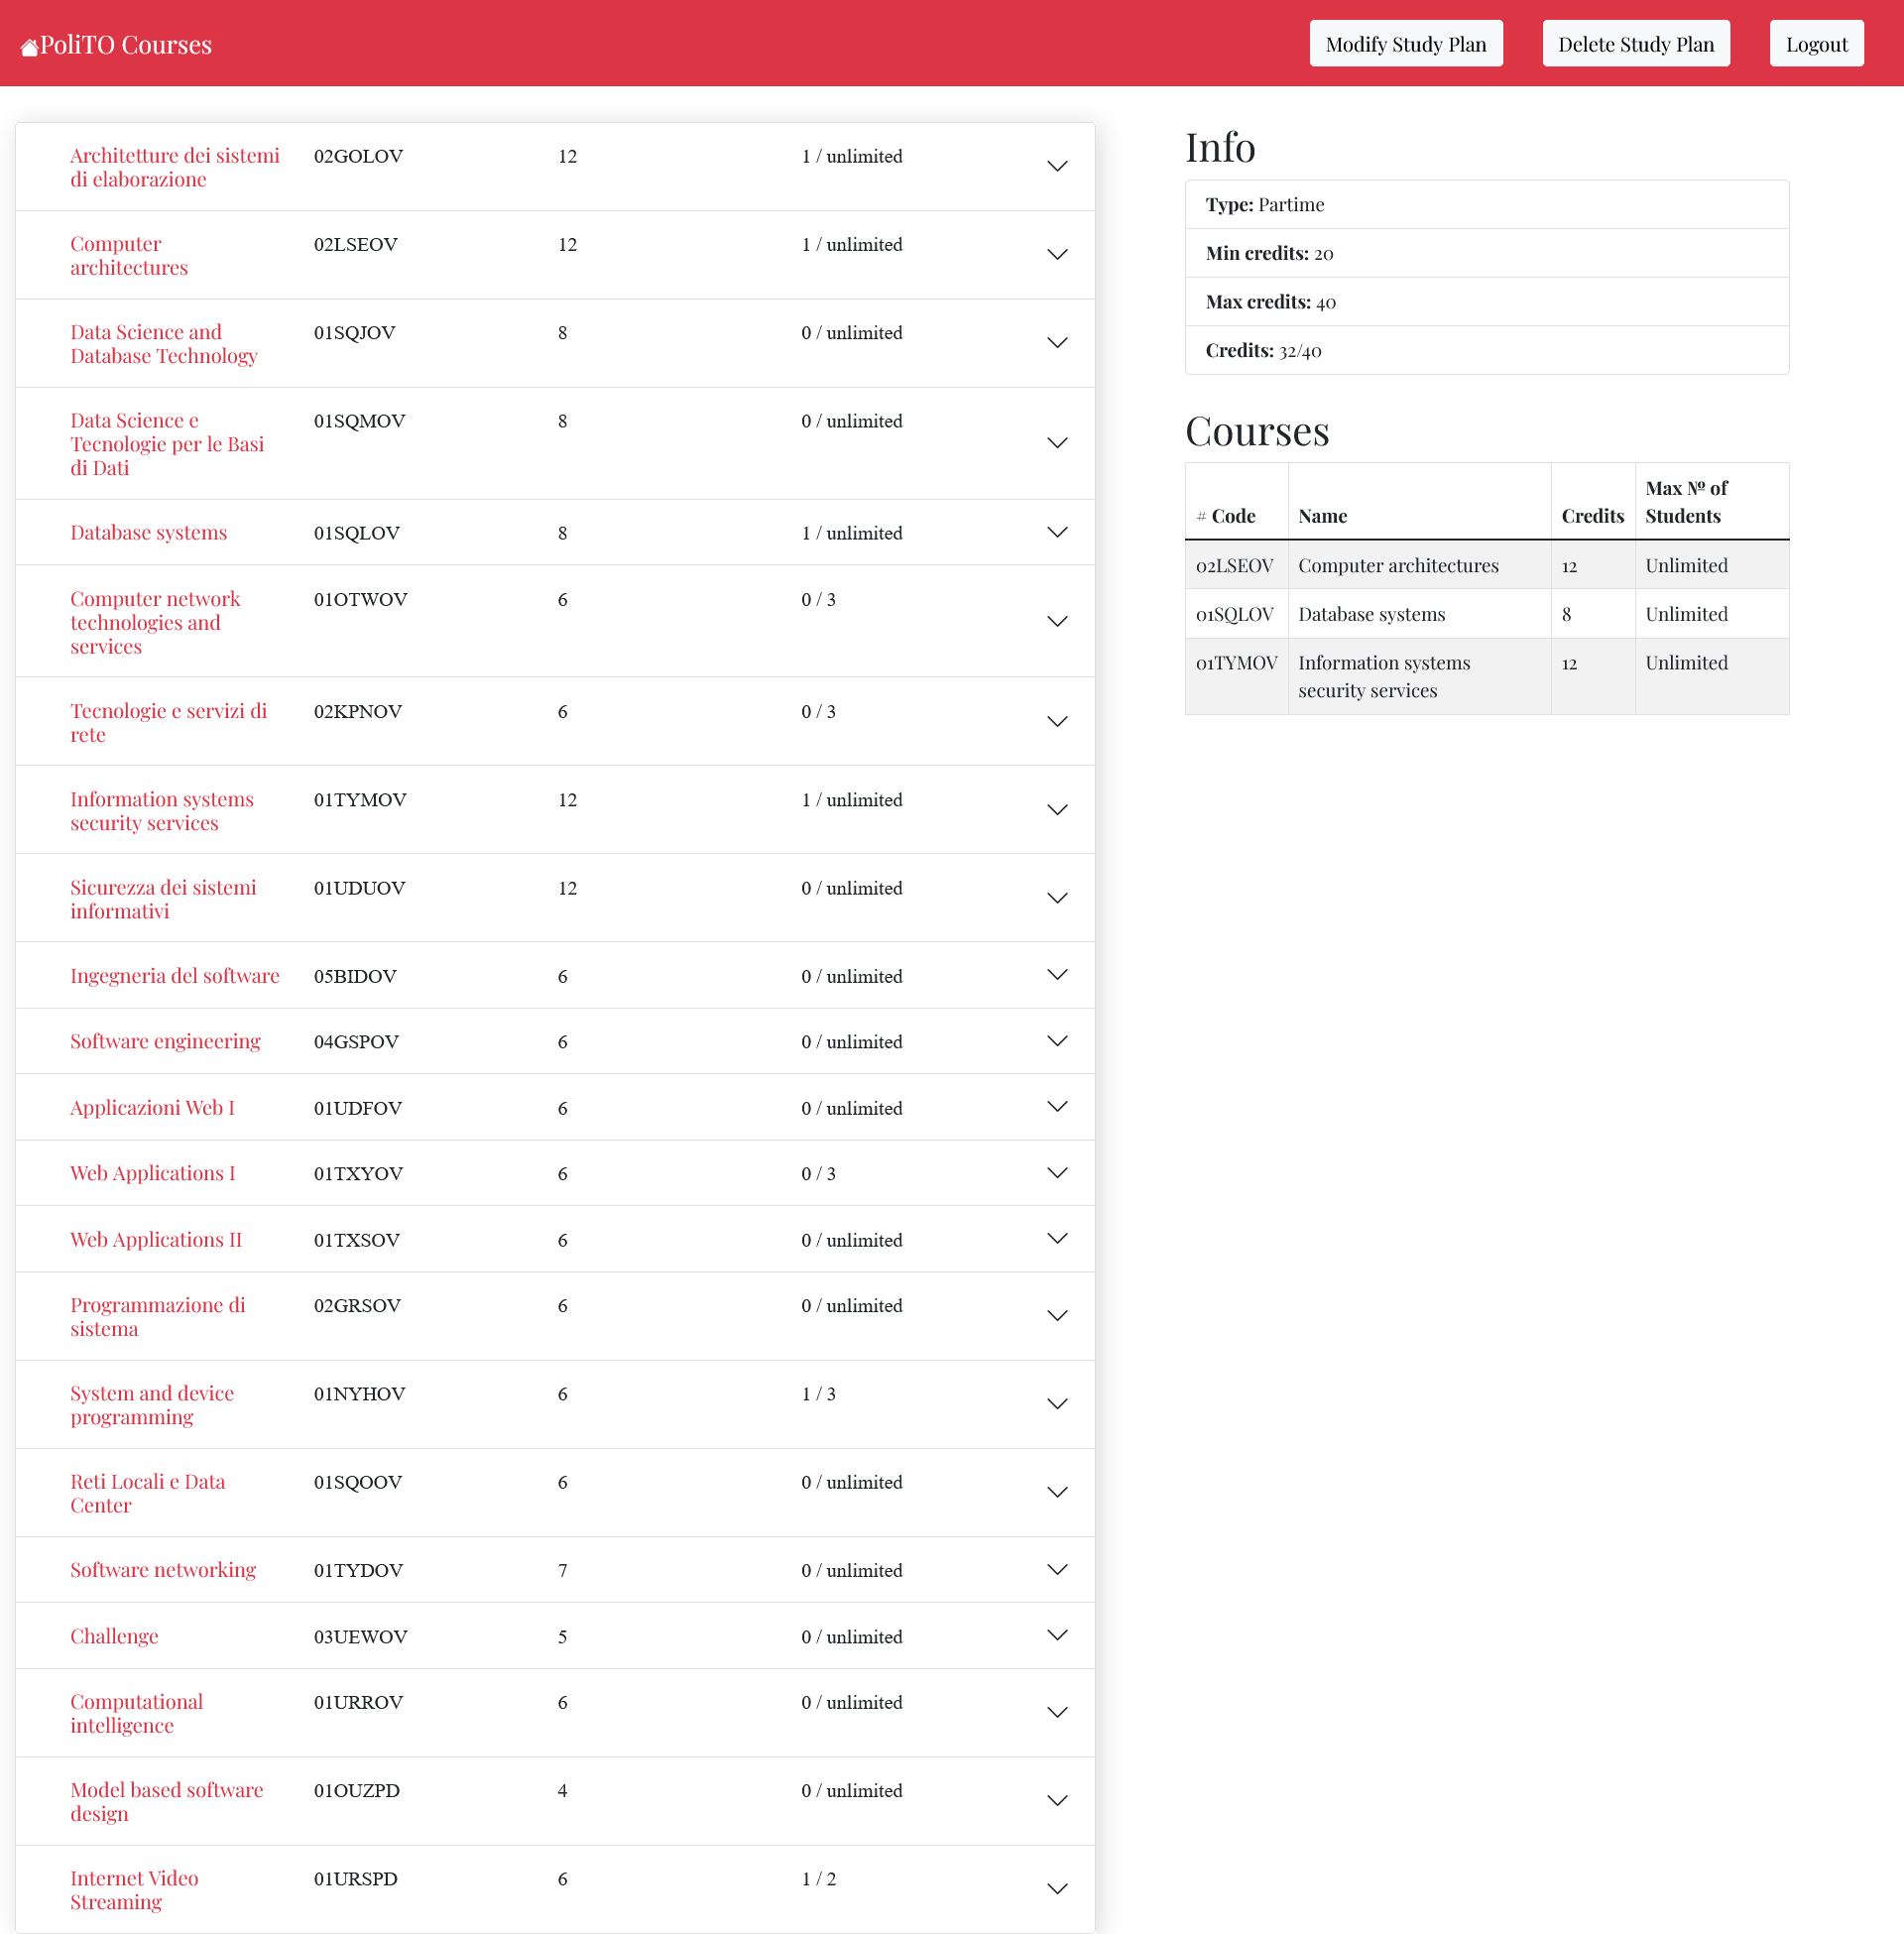 PoliTO Courses
Modify Study Plan
Delete Study Plan
Logout
Architetture dei sistemi
di elaborazione
02GOLOV
12
1 / unlimited
Computer
architectures
02LSEOV
12
1 / unlimited
Data Science and
Database Technology
01SQJOV
8
0 / unlimited
Data Science e
Tecnologie per le Basi
di Dati
01SQMOV
8
0 / unlimited
Database systems
01SQLOV
8
1 / unlimited
Computer network
technologies and
services
01OTWOV
6
0 / 3
Tecnologie e servizi di
rete
02KPNOV
6
0 / 3
Information systems
security services
01TYMOV
12
1 / unlimited
Sicurezza dei sistemi
informativi
01UDUOV
12
0 / unlimited
Ingegneria del software
05BIDOV
6
0 / unlimited
Software engineering
04GSPOV
6
0 / unlimited
Applicazioni Web I
01UDFOV
6
0 / unlimited
Web Applications I
01TXYOV
6
0 / 3
Web Applications II
01TXSOV
6
0 / unlimited
Programmazione di
sistema
02GRSOV
6
0 / unlimited
System and device
programming
01NYHOV
6
1 / 3
Reti Locali e Data
Center
01SQOOV
6
0 / unlimited
Software networking
01TYDOV
7
0 / unlimited
Challenge
03UEWOV
5
0 / unlimited
Computational
intelligence
01URROV
6
0 / unlimited
Model based software
design
01OUZPD
4
0 / unlimited
Internet Video
Streaming
01URSPD
6
1 / 2
Info
Type: Partime
Min credits: 20
Max credits: 40
Credits: 32/40
Courses
# Code
Name
Credits
Max № of
Students
02LSEOV
Computer architectures
12
Unlimited
01SQLOV
Database systems
8
Unlimited
01TYMOV
Information systems
security services
12
Unlimited